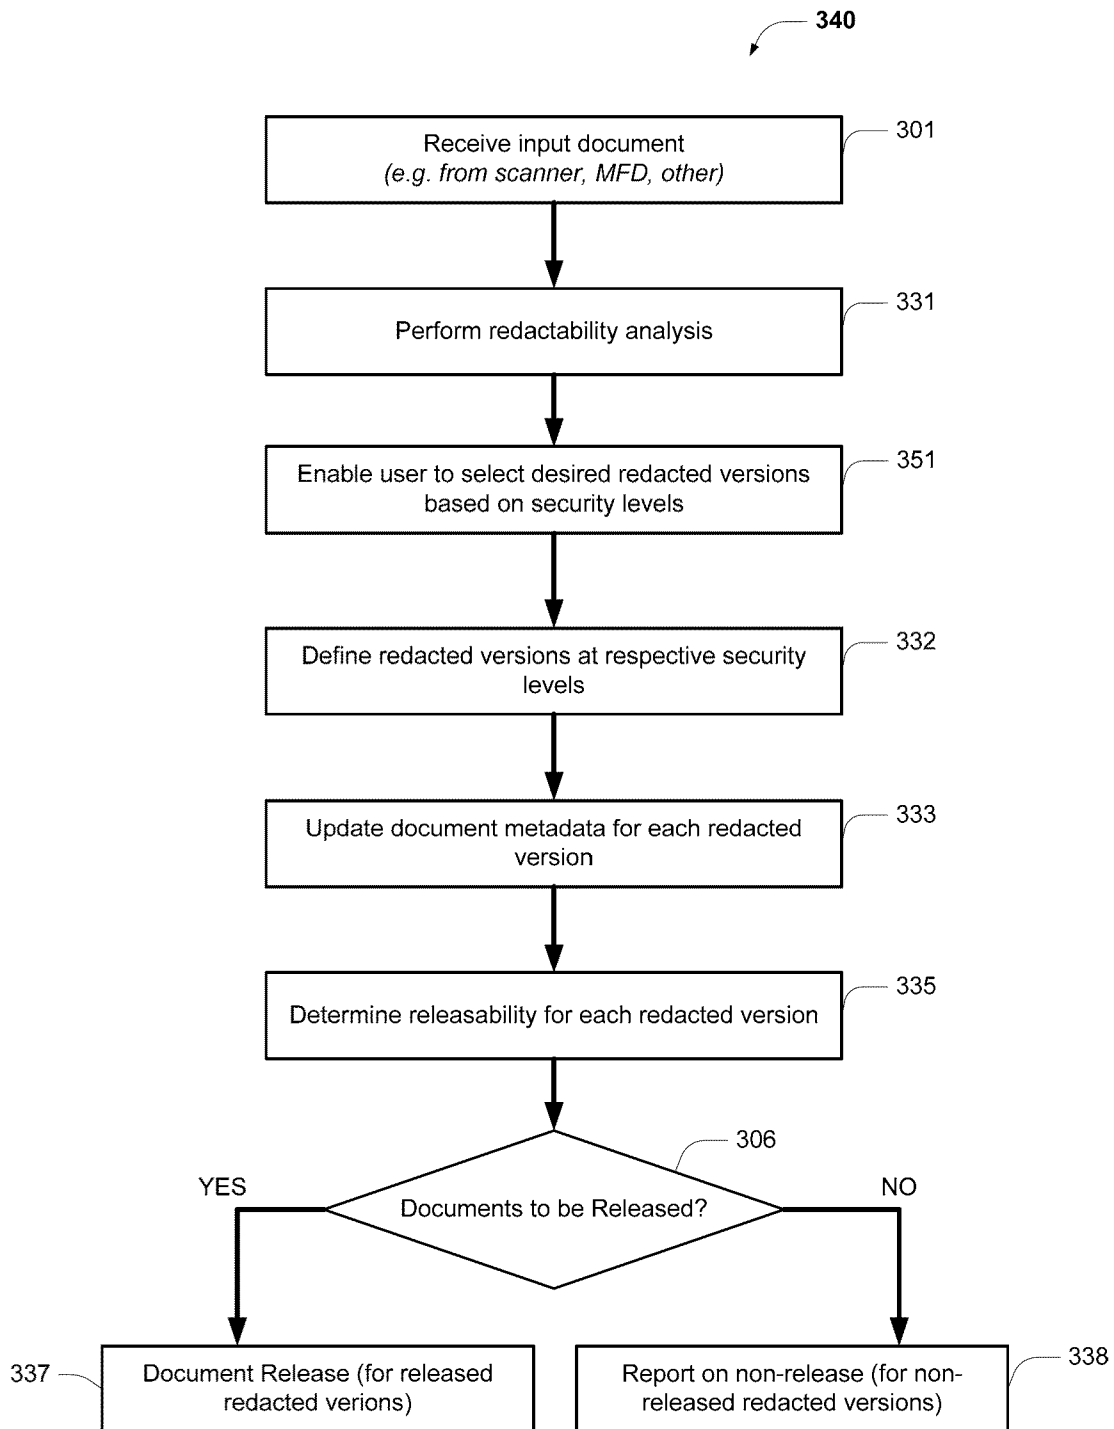 340
Receive input document
(e.g. from scanner, MFD, other)
301
Perform redactability analysis
331
Enable user to select desired redacted versions
based on security levels
351
Define redacted versions at respective security
levels
332
Update document metadata for each redacted
version
333
Determine releasability for each redacted version
335
306
YES
NO
Documents to be Released?
337
Document Release (for released
redacted verions)
Report on non-release (for non-
released redacted versions)
338